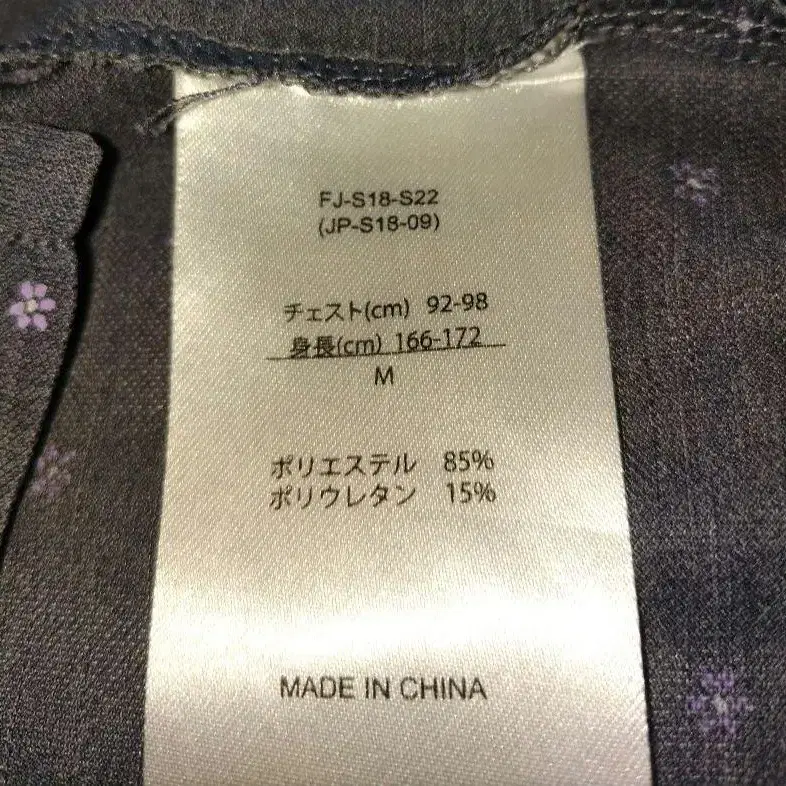 FJ-S18-S22
(JP-S18-09)
チェスト(cm) 92-98
身長(cm) 166-172
M
ポリエステル 85%
ポリウレタン 15%
MADE IN CHINA